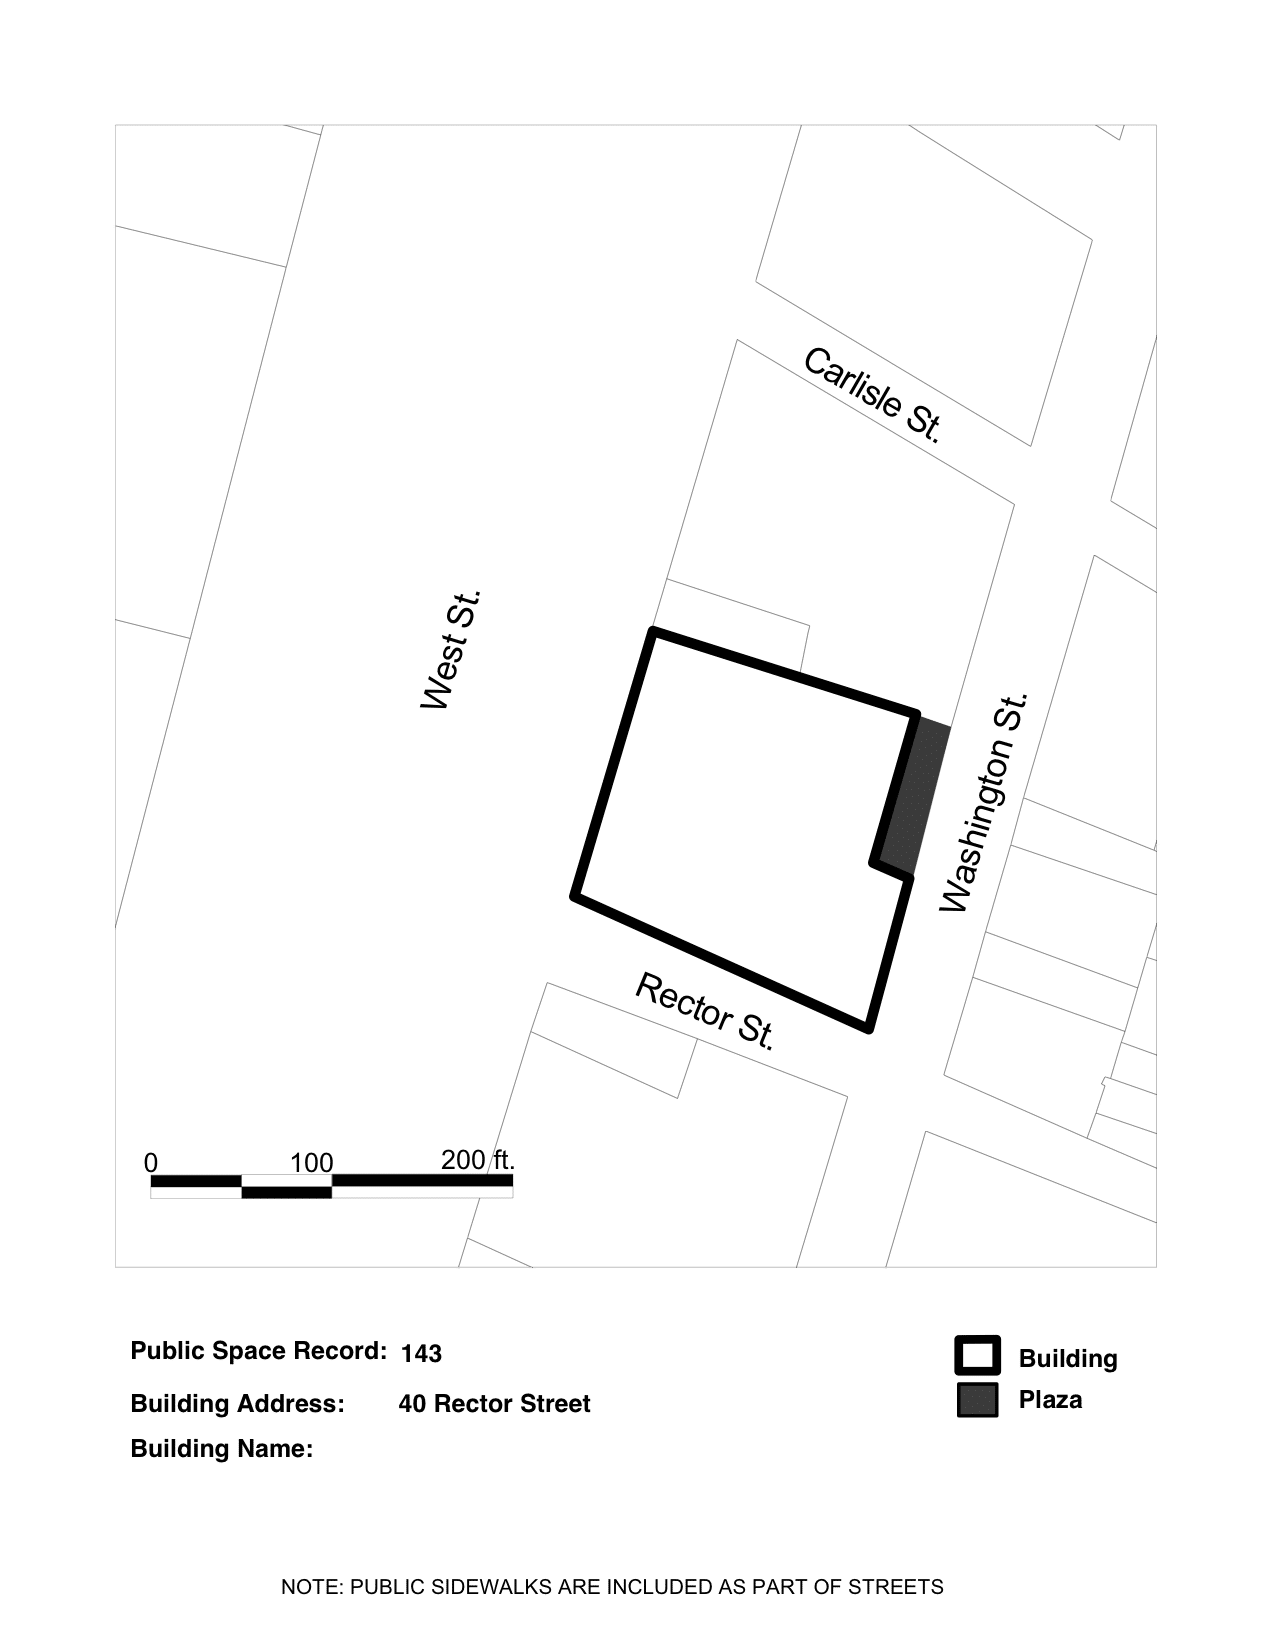 Carlisle St.
West St.
Washington St.
Rector St.
0 100 200 ft.
Public Space Record: 143
Building Address: 40 Rector Street
Building Name:
Building
Plaza
NOTE: PUBLIC SIDEWALKS ARE INCLUDED AS PART OF STREETS